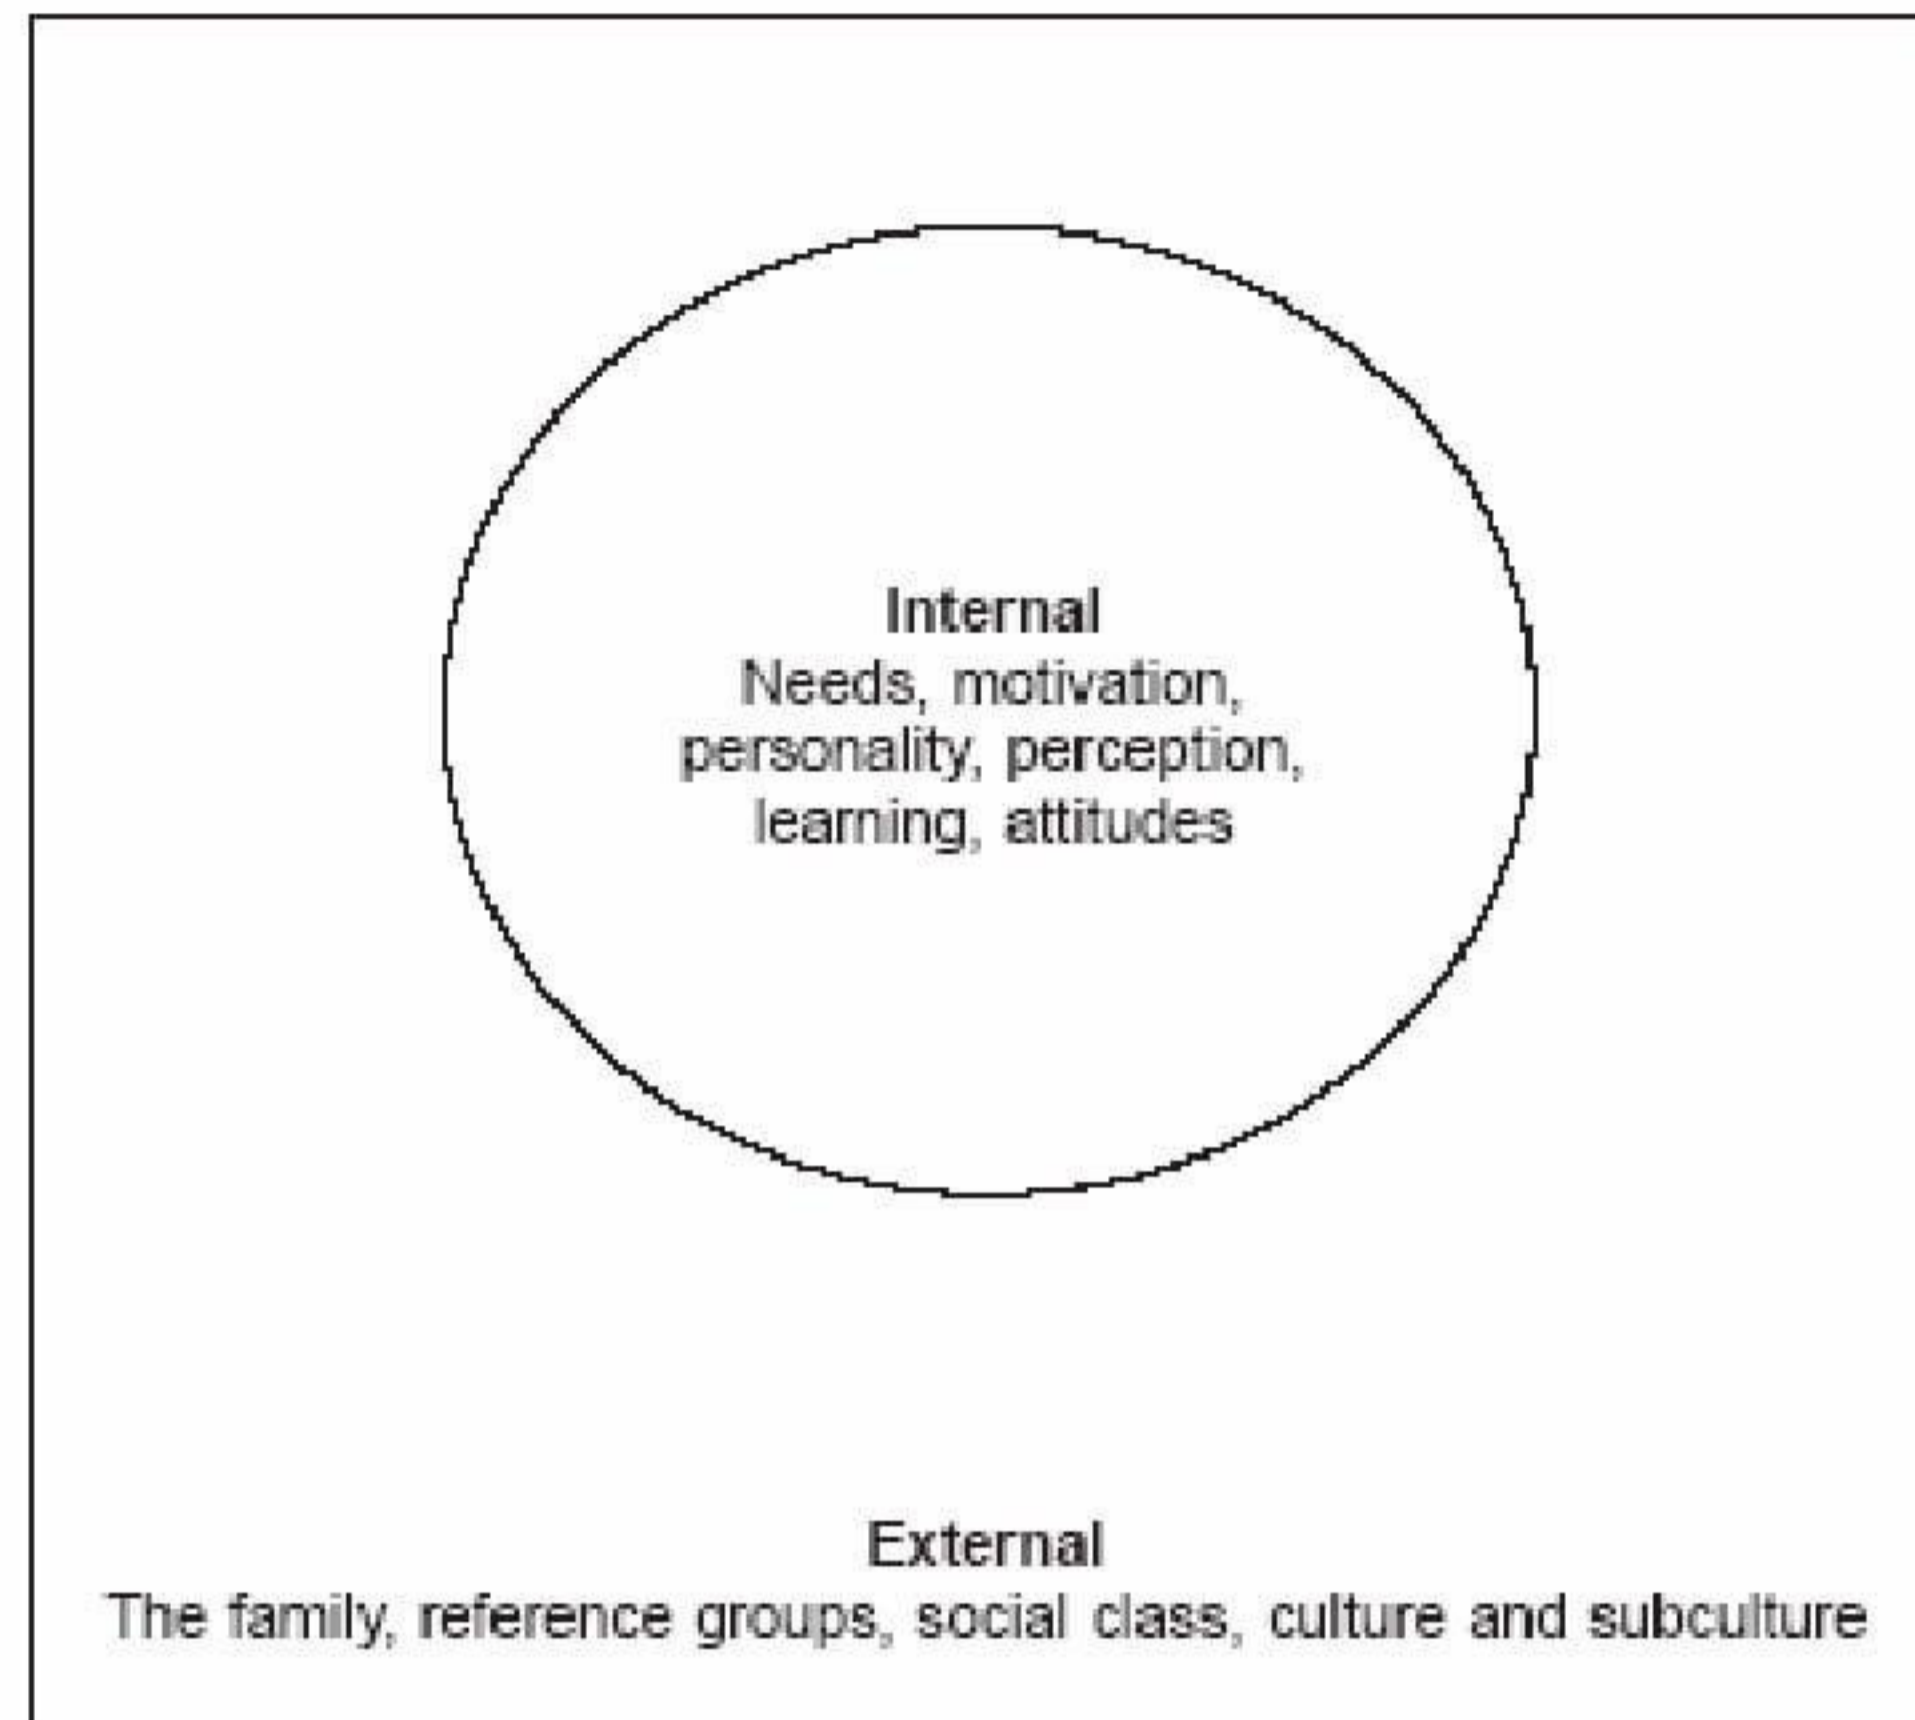 Internal
Needs, motivation,
personality, perception,
learning, attitudes
External
The family, reference groups, social class, culture and subculture